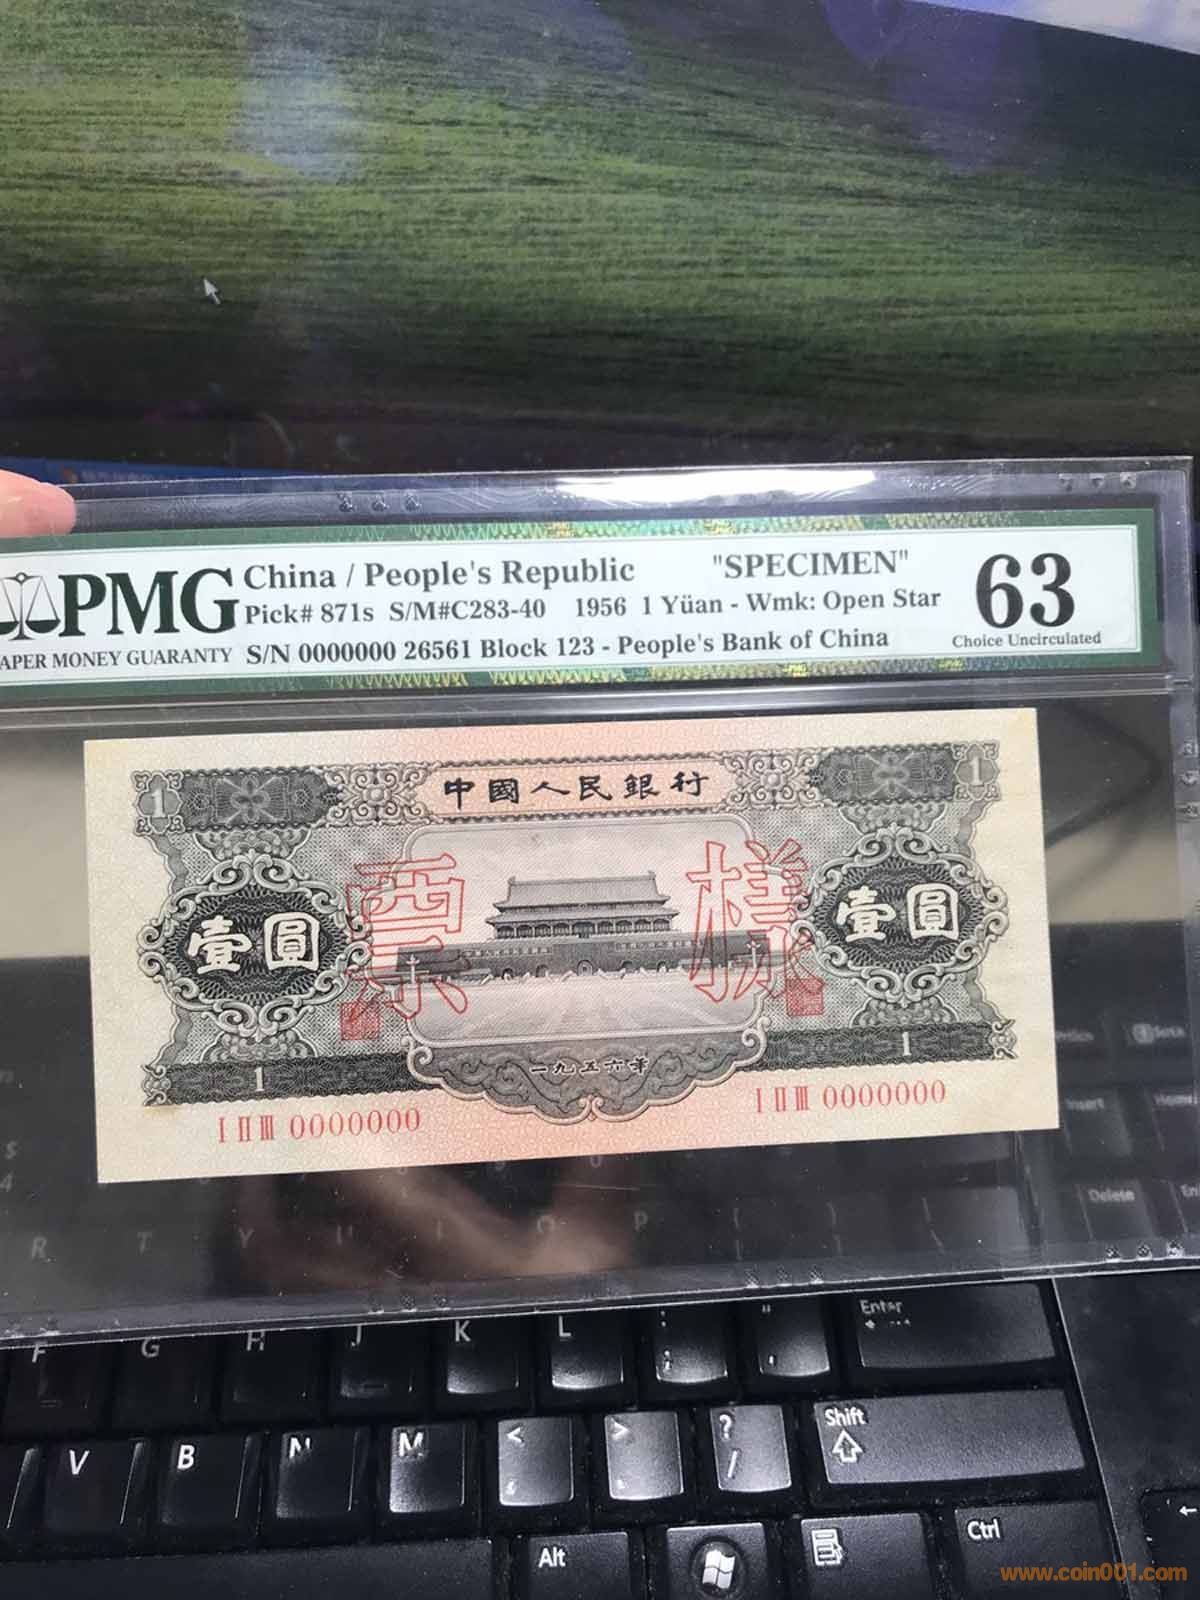 China / People's Republic "SPECIMEN"
63
PMG
Pick# 871s S/M#C283-40 1956 1 Yüan - Wmk: Open Star
Choice Uncirculated
APER MONEY GUARANTY
S/N 0000000 26561 Block 123 - People's Bank of China
中國人民銀行
1
1
票
樣
壹圓
壹圓
一九五六年
1
1
I II III 0000000
I II III 0000000
Delete
R T Y U I O P
Enter
F G H J K L ; "
V B N M < > ? /
Shift
Alt
Ctrl
www.coin001.com